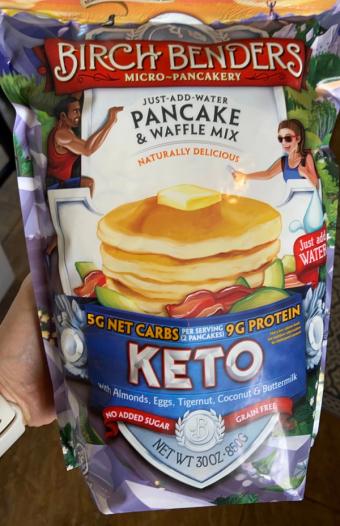 BIRCH BENDERS
MICRO-PANCAKERY
JUST-ADD-WATER
PANCAKE
& WAFFLE MIX
NATURALLY DELICIOUS
Just add
WATER
5G NET CARBS PER SERVING (2 PANCAKES) 9G PROTEIN
KETO
with Almonds, Eggs, Tigernut, Coconut & Buttermilk
NO ADDED SUGAR
GRAIN FREE
NET WT 30OZ·850G